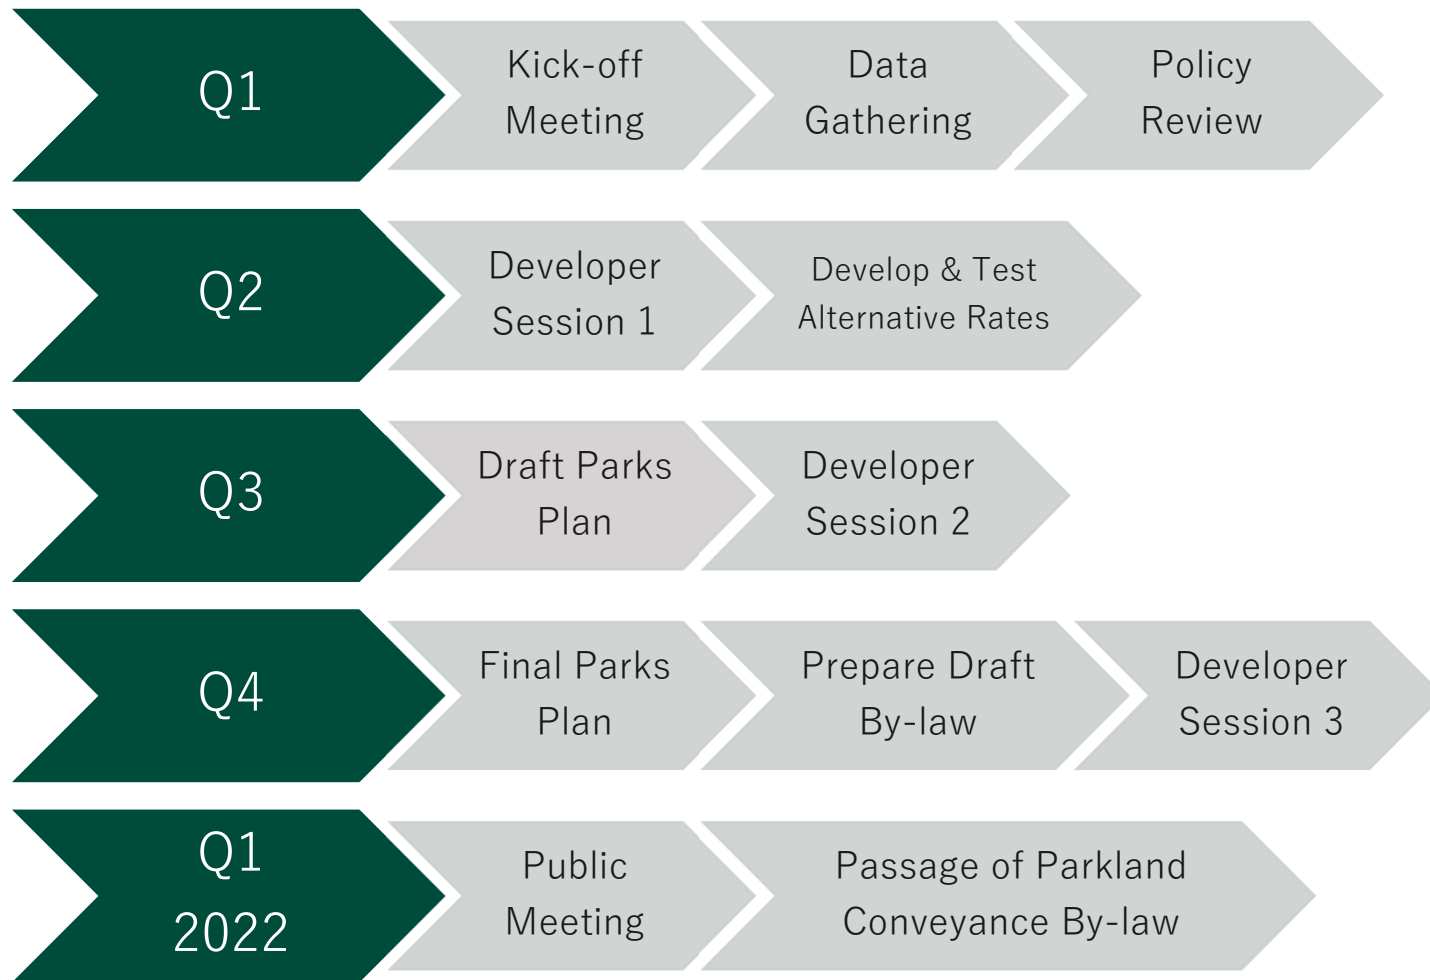 Q1
Kick-off
Meeting
Data
Gathering
Policy
Review
Q2
Developer
Session 1
Develop & Test
Alternative Rates
Q3
Draft Parks
Plan
Developer
Session 2
Q4
Final Parks
Plan
Prepare Draft
By-law
Developer
Session 3
Q1
2022
Public
Meeting
Passage of Parkland
Conveyance By-law